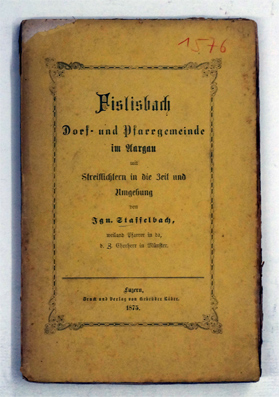 1576
Fislisbach
Dorf- und Pfarrgemeinde
im Aargau
mit
Streiflichtern in die Zeit und
Umgebung
von
Ign. Staffelbach,
weiland Pfarrer in da,
d. Z. Chorherr in Münster.
Luzern,
Druck und Verlag von Gebrüder Räber.
1875.